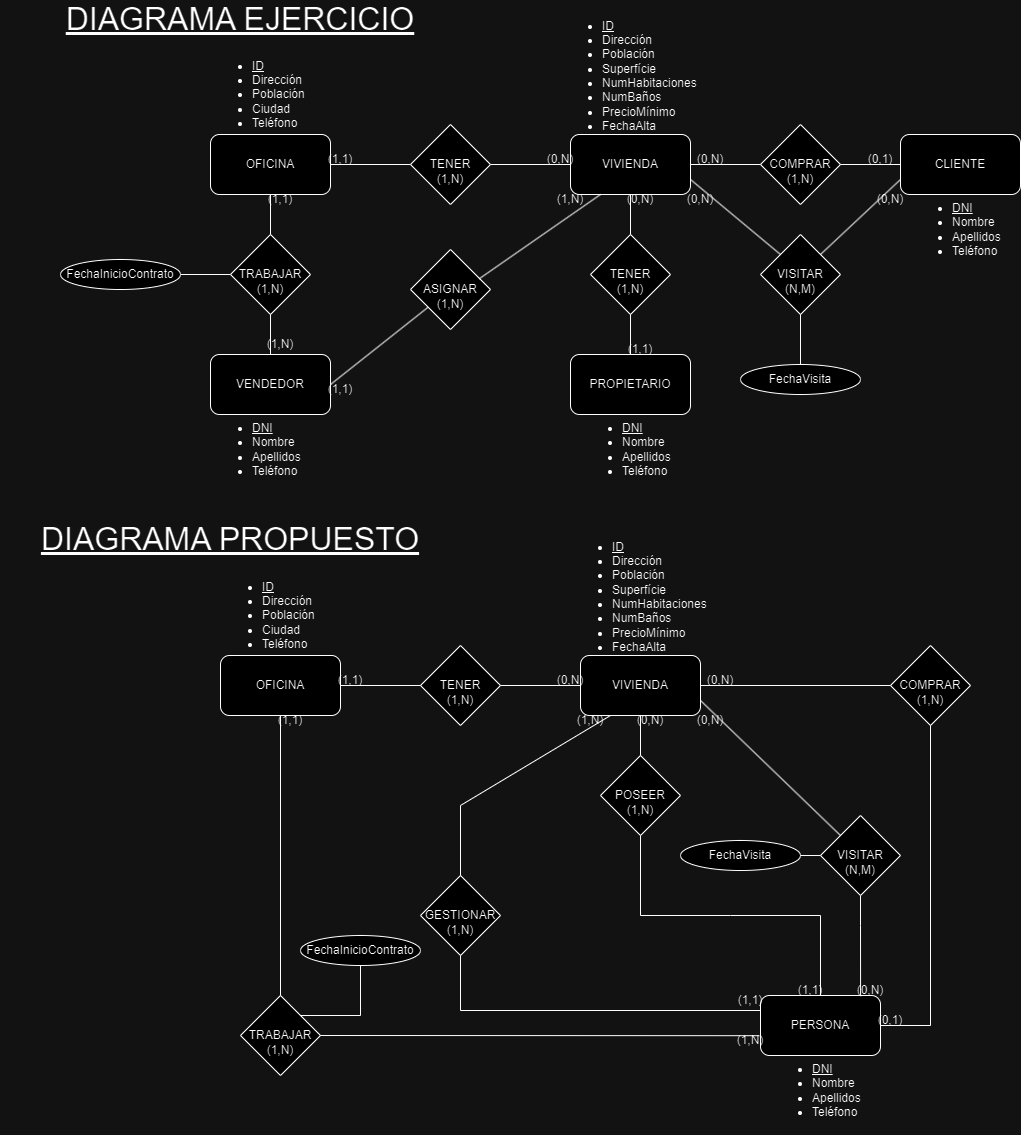 DIAGRAMA EJERCICIO
ID
Dirección
Población
Superfície
NumHabitaciones
NumBaños
PrecioMínimo
FechaAlta
ID
Dirección
Población
Ciudad
Teléfono
OFICINA
(1,1)
TENER
(1,N)
(0,N)
VIVIENDA
(0,N)
COMPRAR
(1,N)
(0,1)
CLIENTE
(1,1)
(1,N)
(0,N)
(0,N)
(0,N)
DNI
Nombre
Apellidos
Teléfono
FechaInicioContrato
TRABAJAR
(1,N)
ASIGNAR
(1,N)
TENER
(1,N)
VISITAR
(N,M)
(1,N)
(1,1)
VENDEDOR
(1,1)
PROPIETARIO
FechaVisita
DNI
Nombre
Apellidos
Teléfono
DNI
Nombre
Apellidos
Teléfono
DIAGRAMA PROPUESTO
ID
Dirección
Población
Superfície
NumHabitaciones
NumBaños
PrecioMínimo
FechaAlta
ID
Dirección
Población
Ciudad
Teléfono
OFICINA
(1,1)
TENER
(1,N)
(0,N)
VIVIENDA
(0,N)
COMPRAR
(1,N)
(1,1)
(1,N)
(0,N)
(0,N)
POSEER
(1,N)
FechaVisita
VISITAR
(N,M)
GESTIONAR
(1,N)
FechaInicioContrato
TRABAJAR
(1,N)
(1,1)
(1,1)
(0,N)
(0,1)
PERSONA
(1,N)
DNI
Nombre
Apellidos
Teléfono